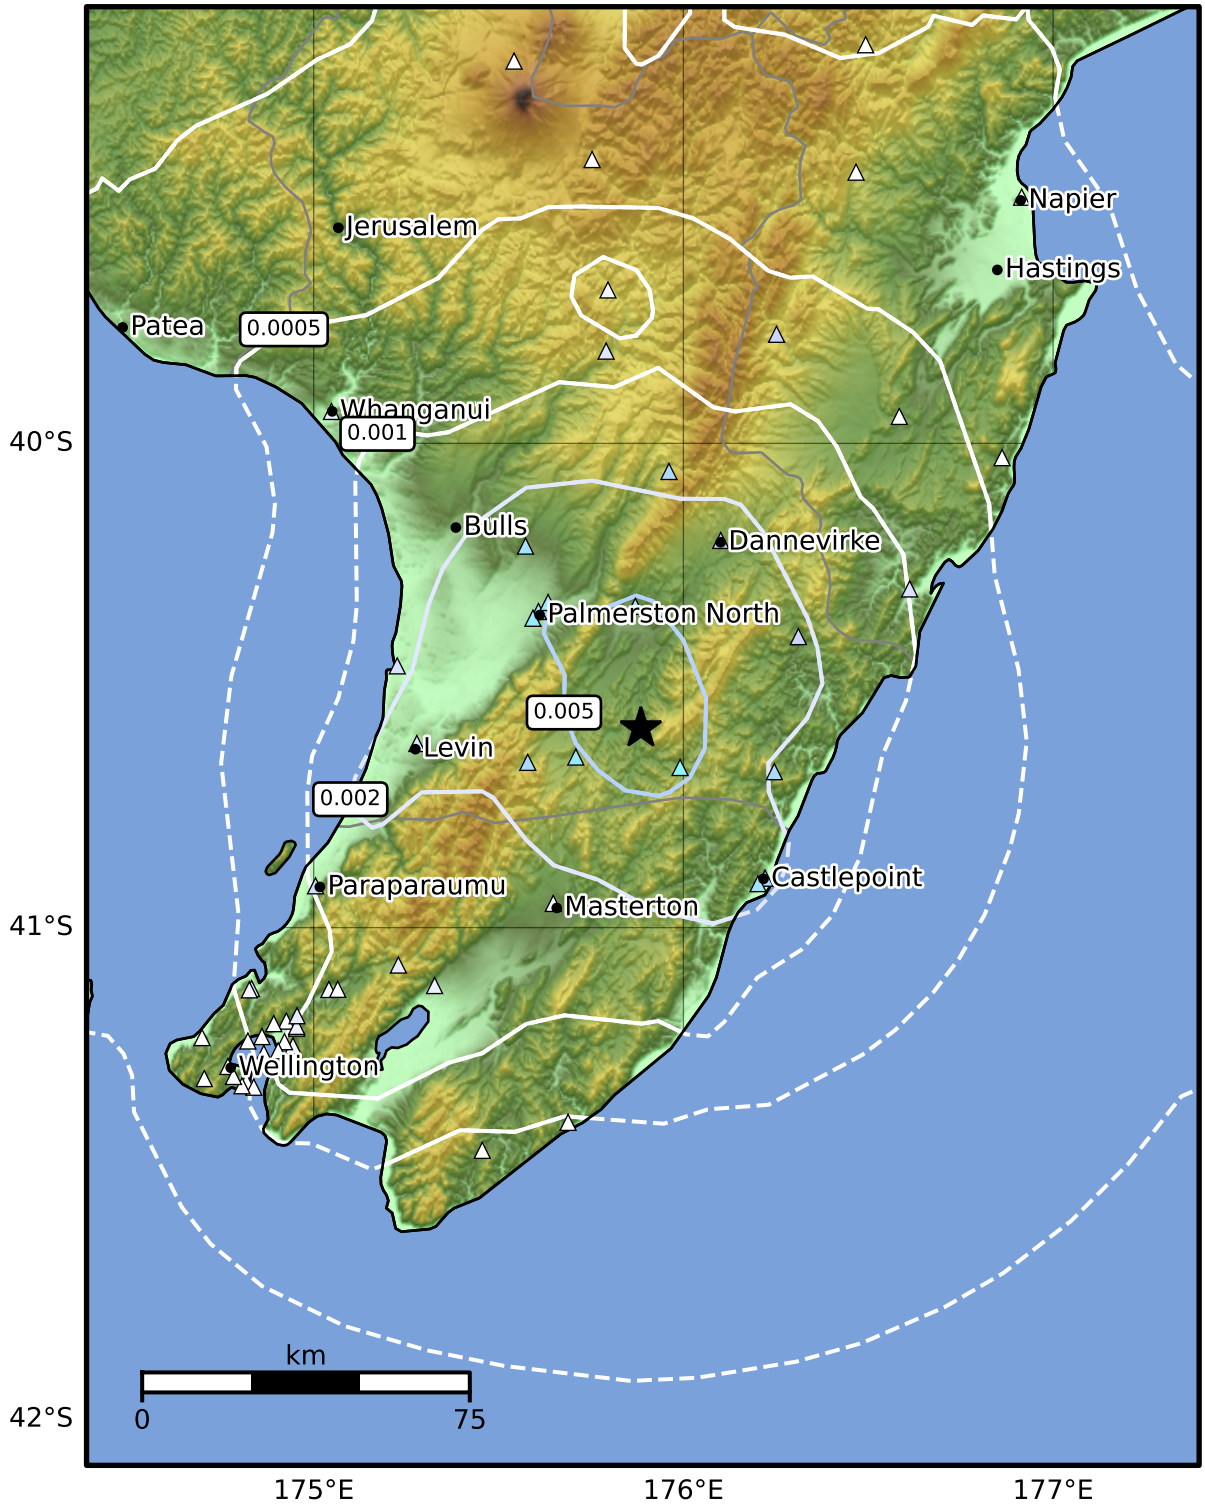 Napier
Jerusalem
Hastings
Patea
0.0005
Whanganui
0.001
40°S
Bulls
Dannevirke
Palmerston North
0.005
Levin
0.002
Castlepoint
Paraparaumu
Masterton
41°S
Wellington
km
0 75
42°S
175°E 176°E 177°E